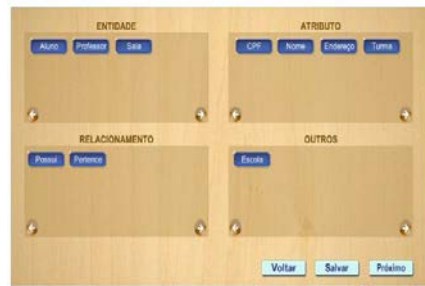 ENTIDADE
Aluno Professor Sala
ATRIBUTO
CPF Nome Endereço Turma
RELACIONAMENTO
Possui Pertence
OUTROS
Escola
Voltar Salvar Próximo